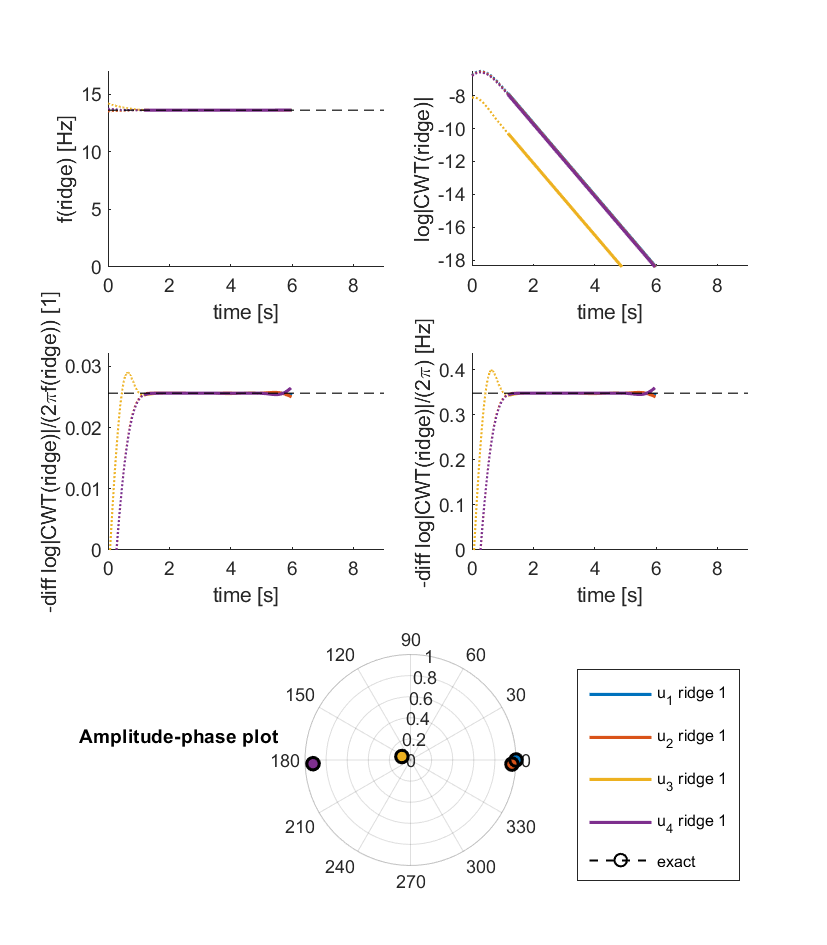 f(ridge) [Hz]
15
10
5
0
0 2 4 6 8
time [s]
log|CWT(ridge)|
-8
-10
-12
-14
-16
-18
0 2 4 6 8
time [s]
-diff log|CWT(ridge)|/(2πf(ridge)) [1]
0.03
0.02
0.01
0
0 2 4 6 8
time [s]
-diff log|CWT(ridge)|/(2π) [Hz]
0.4
0.3
0.2
0.1
0
0 2 4 6 8
time [s]
Amplitude-phase plot
90
120 60
150 30
180 0
210 330
240 300
270
1
0.8
0.6
0.4
0.2
0
u1 ridge 1
u2 ridge 1
u3 ridge 1
u4 ridge 1
exact